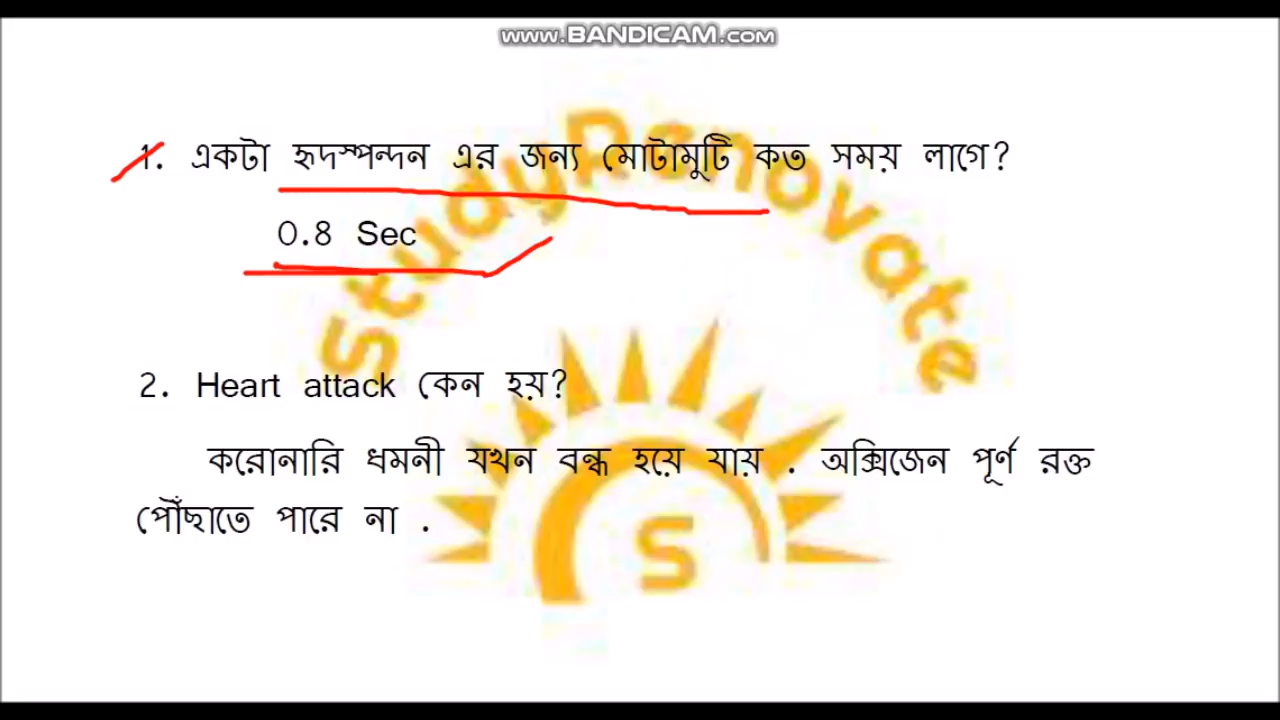 www.BANDICAM.com
StudyRenovate
1. একটা হৃদস্পন্দন এর জন্য মোটামুটি কত সময় লাগে?
0.8 Sec
2. Heart attack কেন হয়?
করোনারি ধমনী যখন বন্ধ হয়ে যায় . অক্সিজেন পূর্ণ রক্ত
পৌঁছাতে পারে না .
S